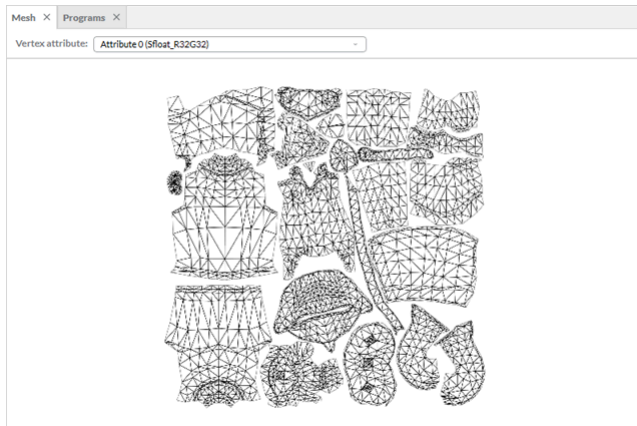 Mesh × Programs ×
Vertex attribute: Attribute 0 (Sfloat_R32G32)